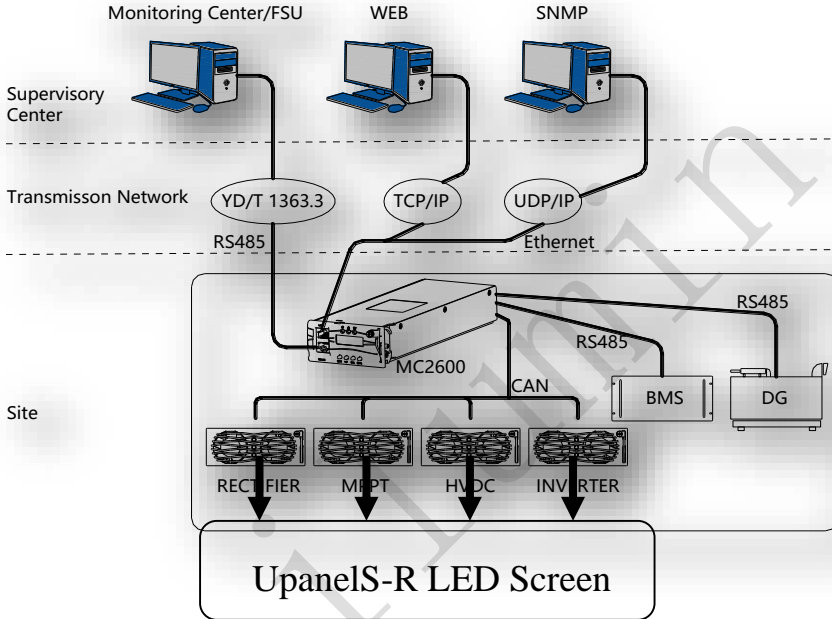 Monitoring Center/FSU WEB SNMP
Supervisory
Center
Transmisson Network YD/T 1363.3 TCP/IP UDP/IP
RS485 Ethernet
RS485
RS485
MC2600
CAN
BMS DG
Site
RECTIFIER MPPT HVDC INVERTER
UpanelS-R LED Screen
ilumin